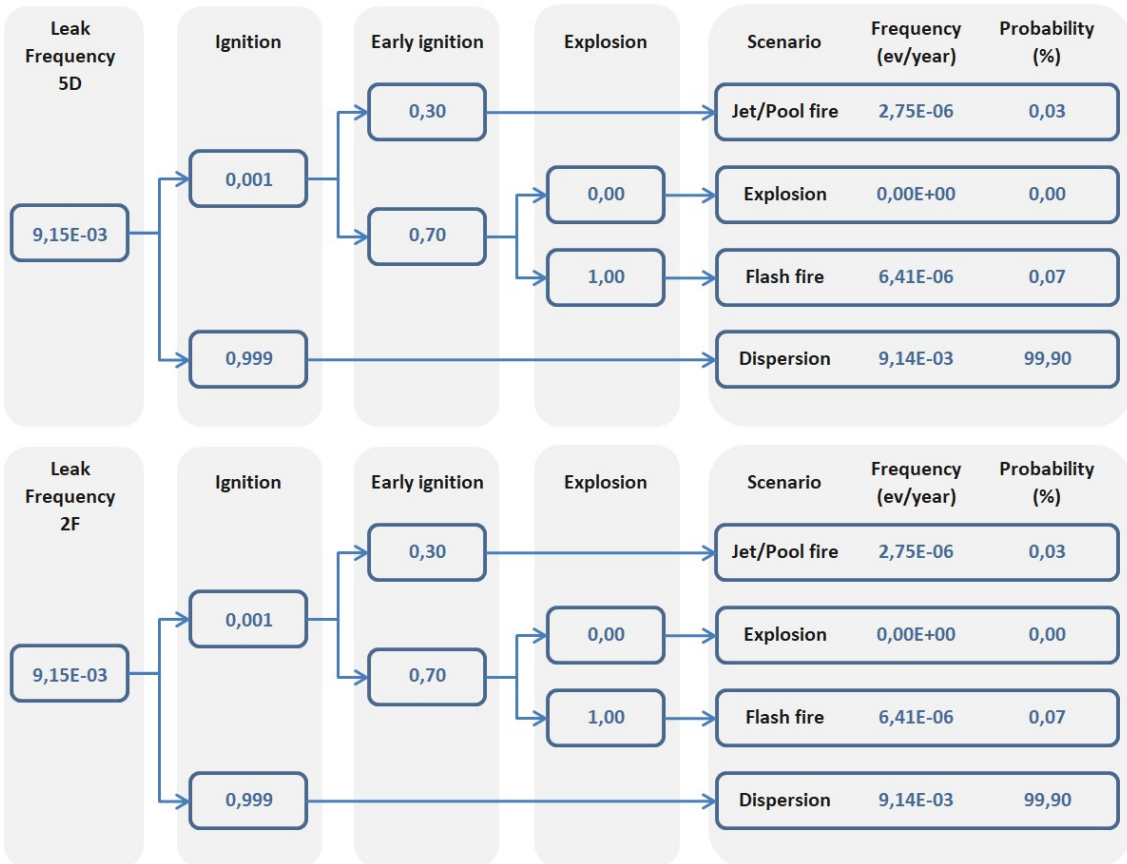 Leak
Frequency
5D
Ignition
Early ignition
Explosion
Scenario
Frequency
(ev/year)
Probability
(%)
9,15E-03
0,001
0,999
0,30
0,70
0,00
1,00
Jet/Pool fire 2,75E-06 0,03
Explosion 0,00E+00 0,00
Flash fire 6,41E-06 0,07
Dispersion 9,14E-03 99,90
Leak
Frequency
2F
Ignition
Early ignition
Explosion
Scenario
Frequency
(ev/year)
Probability
(%)
9,15E-03
0,001
0,999
0,30
0,70
0,00
1,00
Jet/Pool fire 2,75E-06 0,03
Explosion 0,00E+00 0,00
Flash fire 6,41E-06 0,07
Dispersion 9,14E-03 99,90